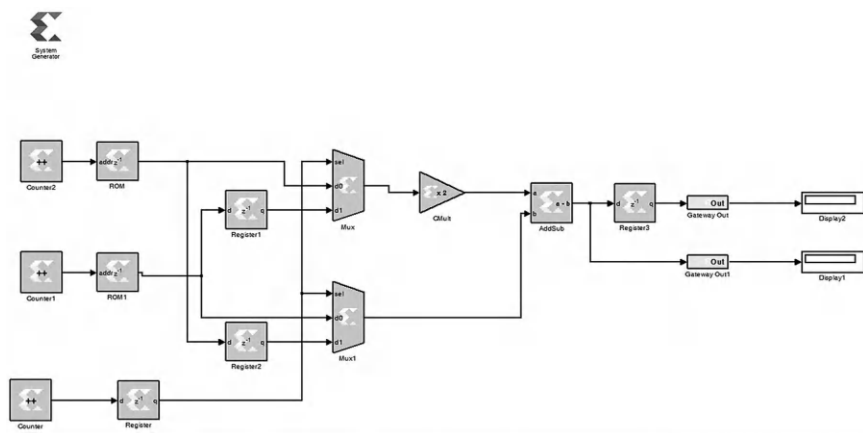 System
Generator
++
Counter2
addr z⁻¹
ROM
d z⁻¹ q
Register1
sel
d0
d1
Mux
x 2
CMult
a
b
a - b
AddSub
d z⁻¹ q
Register3
Out
Gateway Out
Display2
Out
Gateway Out1
Display1
++
Counter1
addr z⁻¹
ROM1
d z⁻¹ q
Register2
sel
d0
d1
Mux1
++
Counter
d z⁻¹ q
Register